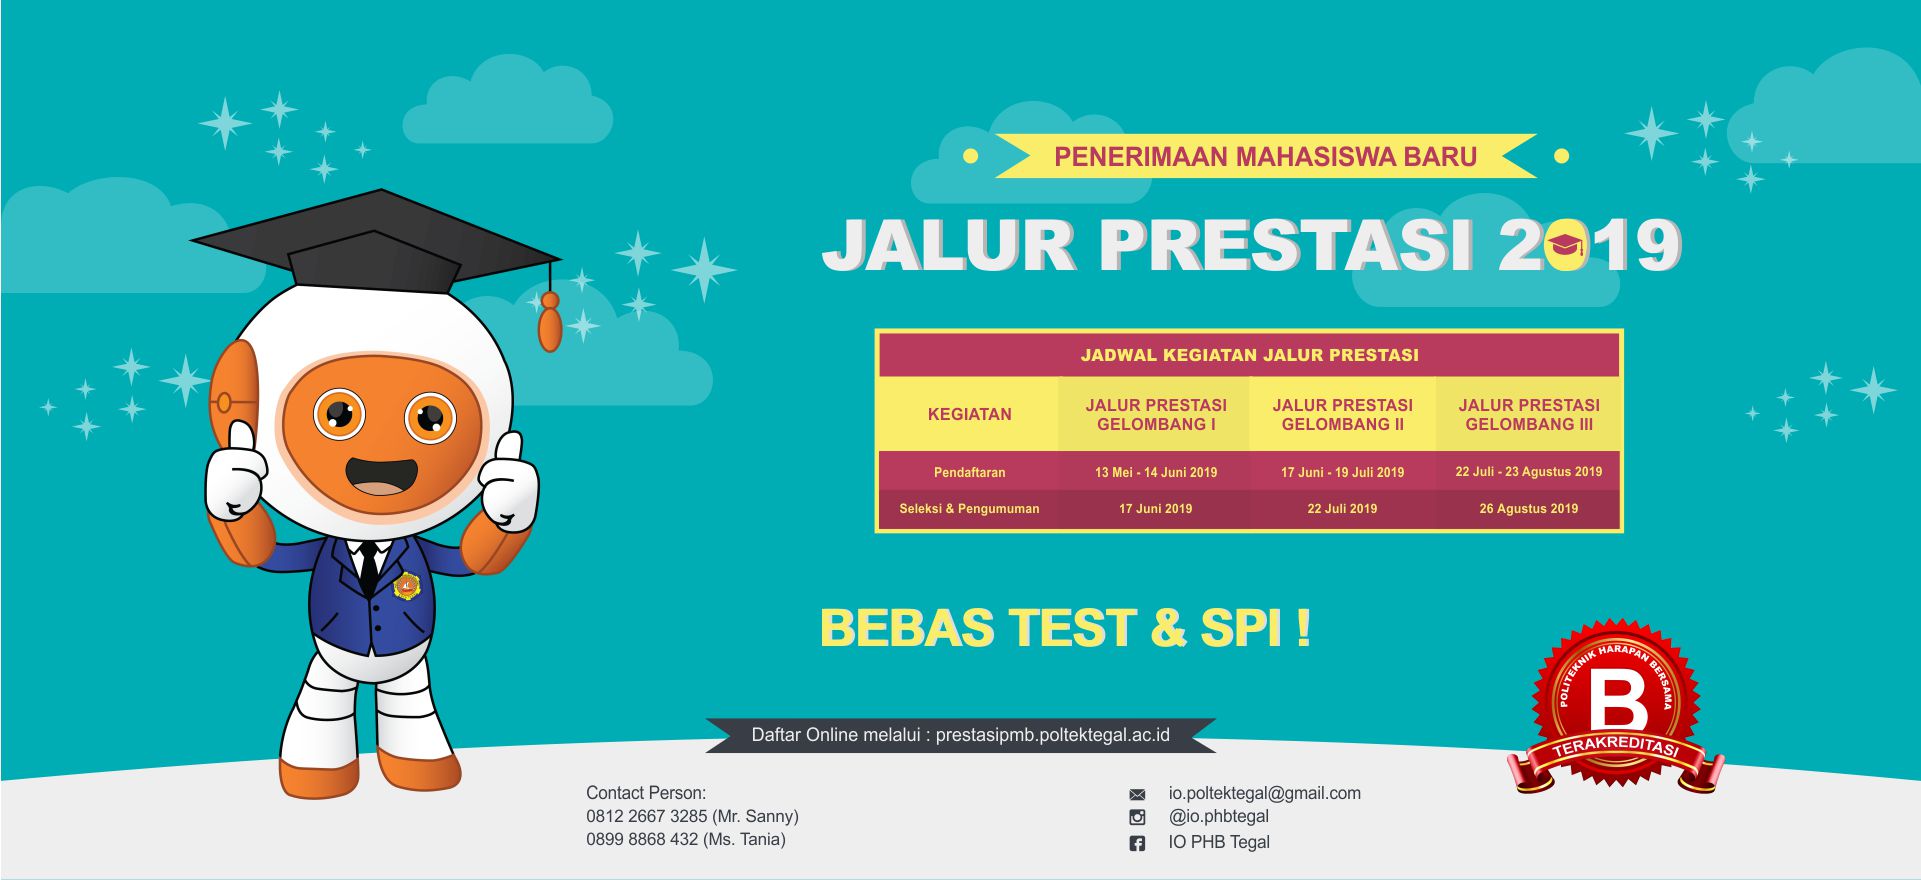 PENERIMAAN MAHASISWA BARU
JALUR PRESTASI 2019
JADWAL KEGIATAN JALUR PRESTASI
KEGIATAN
JALUR PRESTASI
GELOMBANG I
JALUR PRESTASI
GELOMBANG II
JALUR PRESTASI
GELOMBANG III
Pendaftaran
13 Mei - 14 Juni 2019
17 Juni - 19 Juli 2019
22 Juli - 23 Agustus 2019
Seleksi & Pengumuman
17 Juni 2019
22 Juli 2019
26 Agustus 2019
BEBAS TEST & SPI !
POLITEKNIK HARAPAN BERSAMA
B
TERAKREDITASI
Daftar Online melalui : prestasipmb.poltektegal.ac.id
Contact Person:
0812 2667 3285 (Mr. Sanny)
0899 8868 432 (Ms. Tania)
io.poltektegal@gmail.com
@io.phbtegal
IO PHB Tegal